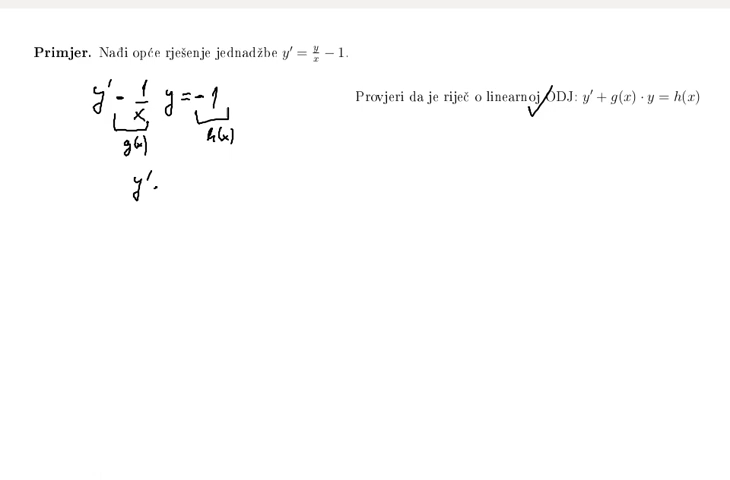 Primjer. Nađi opće rješenje jednadžbe y′ = y/x − 1.
y′ - 1/x y = -1
Provjeri da je riječ o linearnoj ODJ: y′ + g(x) · y = h(x)
g(x) h(x)
y′.